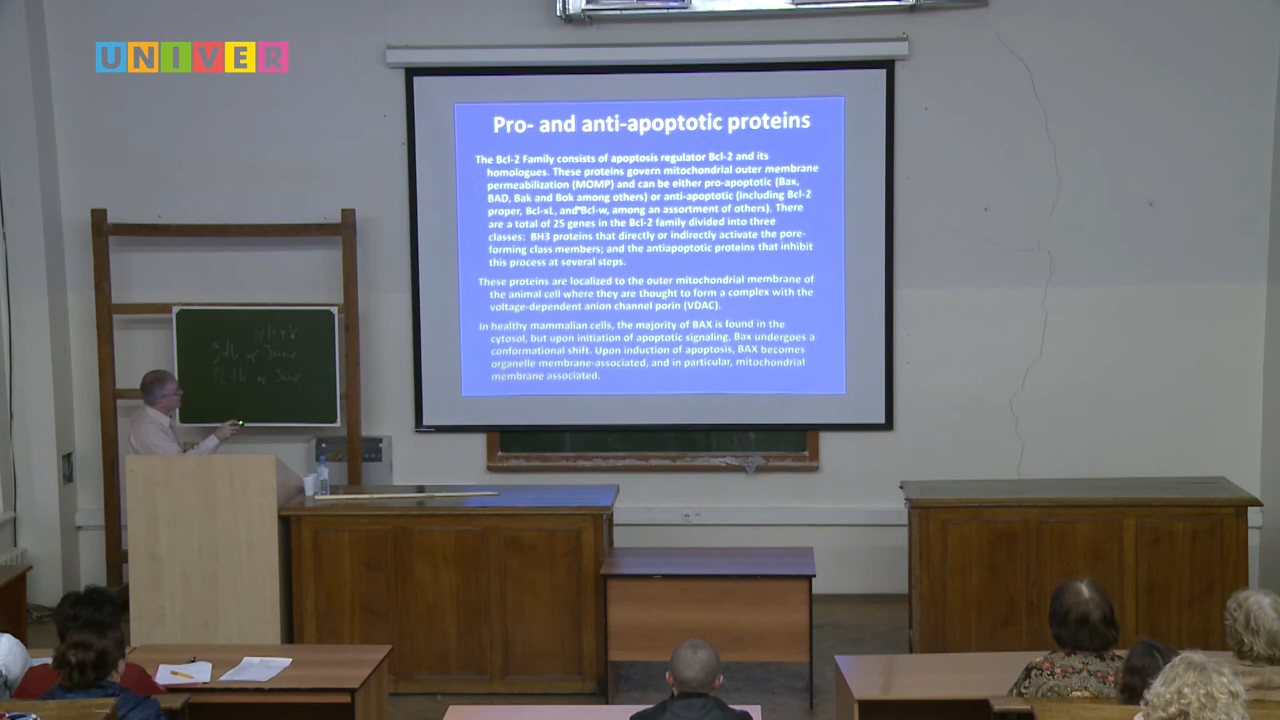 UNIVER
Pro- and anti-apoptotic proteins
The Bcl-2 Family consists of apoptosis regulator Bcl-2 and its
homologues. These proteins govern mitochondrial outer membrane
permeabilization (MOMP) and can be either pro-apoptotic (Bax,
BAD, Bak and Bok among others) or anti-apoptotic (including Bcl-2
proper, Bcl-xL, and Bcl-w, among an assortment of others). There
are a total of 25 genes in the Bcl-2 family divided into three
classes: BH3 proteins that directly or indirectly activate the pore-
forming class members; and the antiapoptotic proteins that inhibit
this process at several steps.
These proteins are localized to the outer mitochondrial membrane of
the animal cell where they are thought to form a complex with the
voltage-dependent anion channel porin (VDAC).
In healthy mammalian cells, the majority of BAX is found in the
cytosol, but upon initiation of apoptotic signaling, Bax undergoes a
conformational shift. Upon induction of apoptosis, BAX becomes
organelle membrane-associated, and in particular, mitochondrial
membrane associated.
9th of June
12th of June